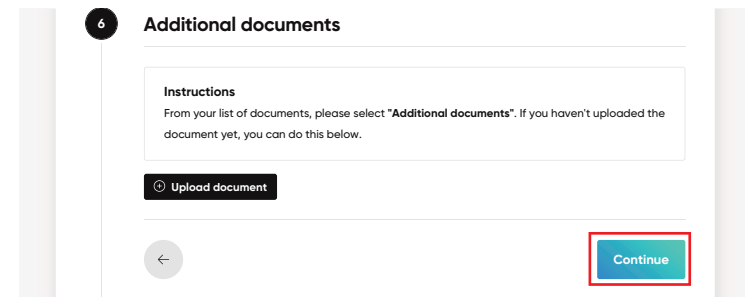 6 Additional documents
Instructions
From your list of documents, please select "Additional documents". If you haven't uploaded the
document yet, you can do this below.
Upload document
Continue